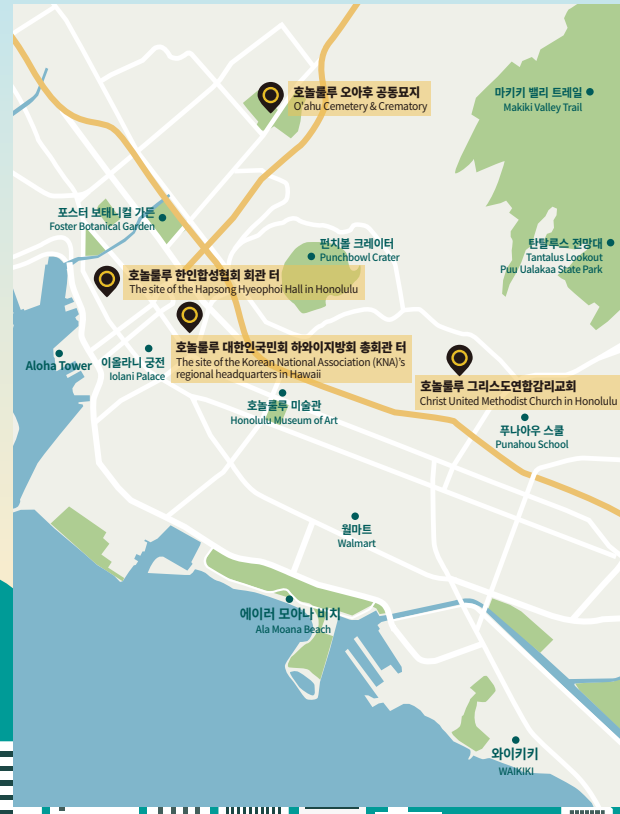 호놀룰루 오아후 공동묘지
O'ahu Cemetery & Crematory
마키키 밸리 트레일
Makiki Valley Trail
포스터 보태니컬 가든
Foster Botanical Garden
펀치볼 크레이터
Punchbowl Crater
탄탈루스 전망대
Tantalus Lookout
Puu Ualakaa State Park
호놀룰루 한인합성협회 회관 터
The site of the Hapsong Hyeophoi Hall in Honolulu
호놀룰루 대한인국민회 하와이지방회 총회관 터
The site of the Korean National Association (KNA)'s
regional headquarters in Hawaii
Aloha Tower
이올라니 궁전
Iolani Palace
호놀룰루 그리스도연합감리교회
Christ United Methodist Church in Honolulu
호놀룰루 미술관
Honolulu Museum of Art
푸나아우 스쿨
Punahou School
월마트
Walmart
에이러 모아나 비치
Ala Moana Beach
와이키키
WAIKIKI